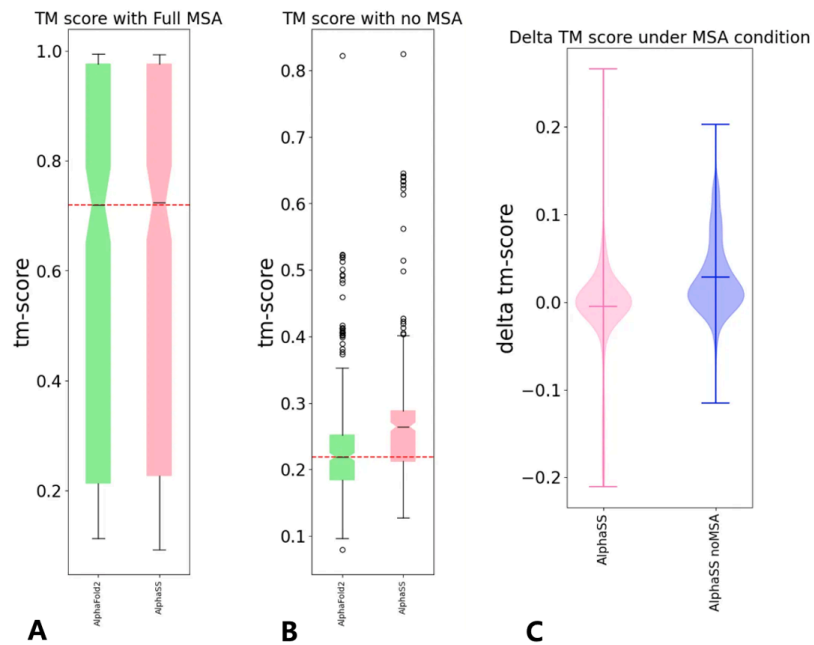 TM score with Full MSA
tm-score
1.0
0.8
0.6
0.4
0.2
AlphaFold2
AlphaSS
A
TM score with no MSA
tm-score
0.8
0.7
0.6
0.5
0.4
0.3
0.2
0.1
AlphaFold2
AlphaSS
B
Delta TM score under MSA condition
delta tm-score
0.2
0.1
0.0
−0.1
−0.2
AlphaSS
AlphaSS noMSA
C